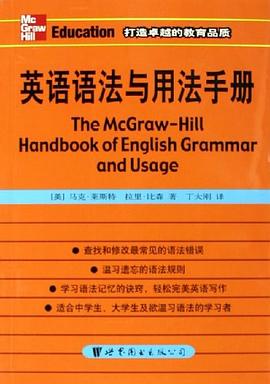 Mc
Graw
Hill
Education 打造卓越的教育品质
英语语法与用法手册
The McGraw-Hill
Handbook of English Grammar
and Usage
[美] 马克·莱斯特 拉里·比森 著 丁大刚 译
●查找和修改最常见的语法错误
●温习遗忘的语法规则
●学习语法记忆的诀窍，轻松完美英语写作
●适合中学生、大学生及欲温习语法的学习者
世界图书出版公司